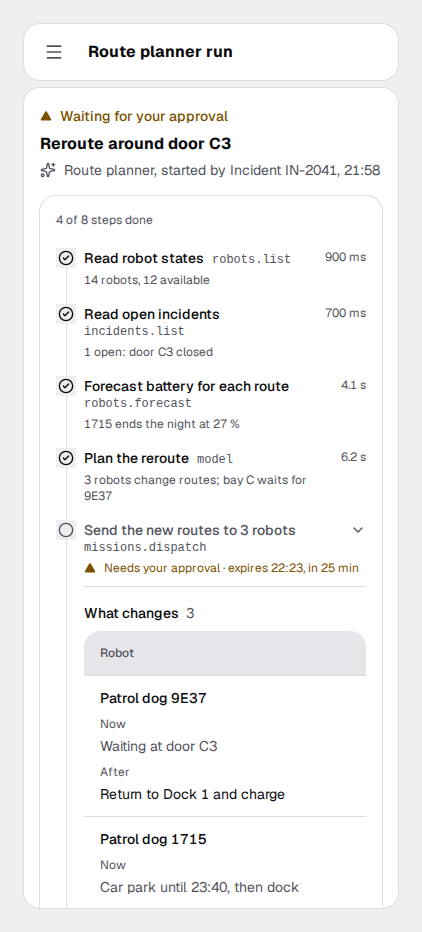 Route planner run
Waiting for your approval
Reroute around door C3
Route planner, started by Incident IN-2041, 21:58
4 of 8 steps done
Read robot states robots.list 900 ms
14 robots, 12 available
Read open incidents 700 ms
incidents.list
1 open: door C3 closed
Forecast battery for each route 4.1 s
robots.forecast
1715 ends the night at 27 %
Plan the reroute model 6.2 s
3 robots change routes; bay C waits for
9E37
Send the new routes to 3 robots
missions.dispatch
Needs your approval · expires 22:23, in 25 min
What changes 3
Robot
Patrol dog 9E37
Now
Waiting at door C3
After
Return to Dock 1 and charge
Patrol dog 1715
Now
Car park until 23:40, then dock